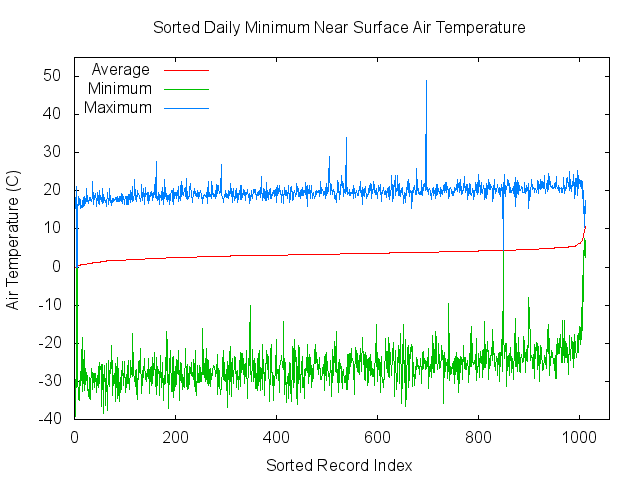 Sorted Daily Minimum Near Surface Air Temperature
Average
Minimum
Maximum
Air Temperature (C)
50
40
30
20
10
0
-10
-20
-30
-40
0 200 400 600 800 1000
Sorted Record Index